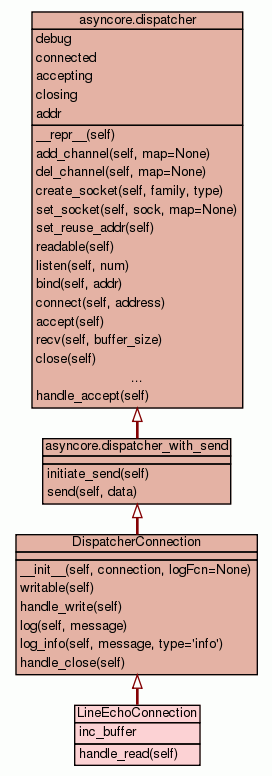 asyncore.dispatcher
debug
connected
accepting
closing
addr
__repr__(self)
add_channel(self, map=None)
del_channel(self, map=None)
create_socket(self, family, type)
set_socket(self, sock, map=None)
set_reuse_addr(self)
readable(self)
listen(self, num)
bind(self, addr)
connect(self, address)
accept(self)
recv(self, buffer_size)
close(self)
...
handle_accept(self)
asyncore.dispatcher_with_send
initiate_send(self)
send(self, data)
DispatcherConnection
__init__(self, connection, logFcn=None)
writable(self)
handle_write(self)
log(self, message)
log_info(self, message, type='info')
handle_close(self)
LineEchoConnection
inc_buffer
handle_read(self)